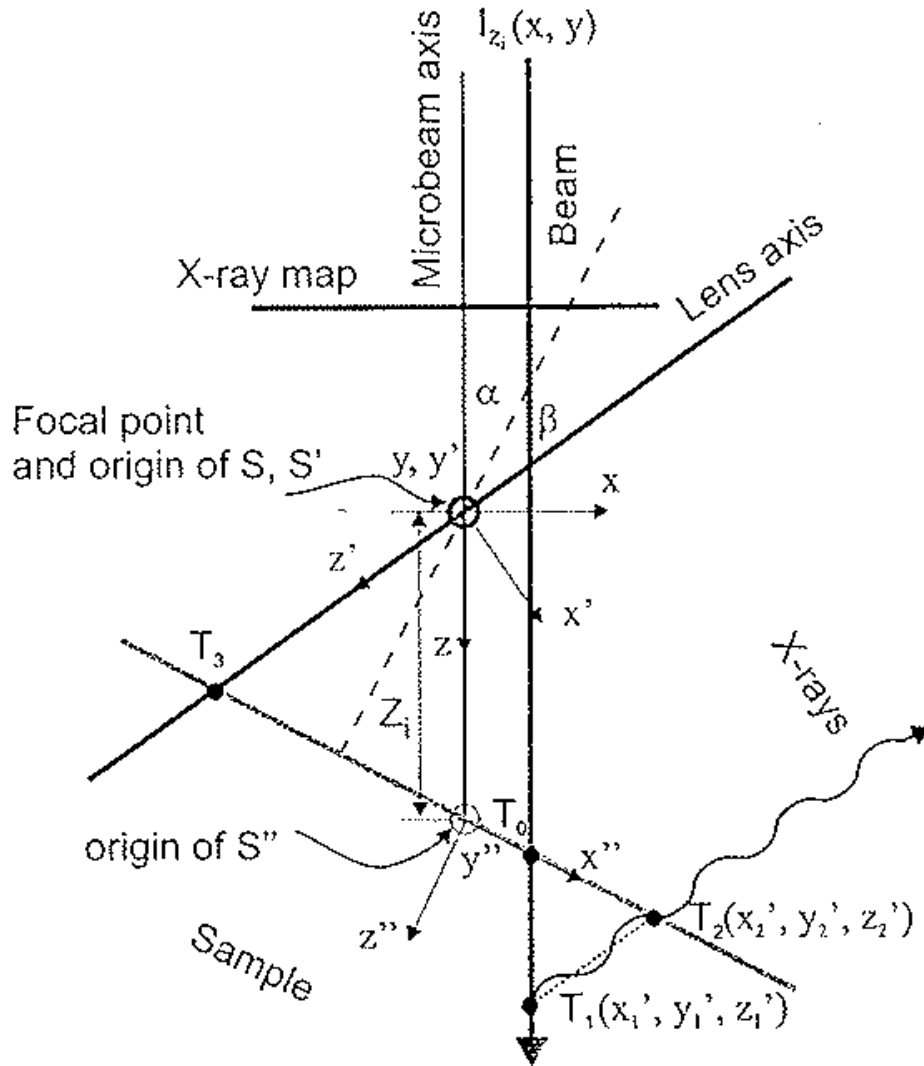 I_{z_i}(x, y)
Microbeam axis
Beam
X-ray map
Lens axis
α
β
Focal point
and origin of S, S'
y, y'
x
z'
x'
z
T₃
Z_i
X-rays
T₀
origin of S''
y''
x''
z''
T₂(x₂', y₂', z₂')
Sample
T₁(x₁', y₁', z₁')